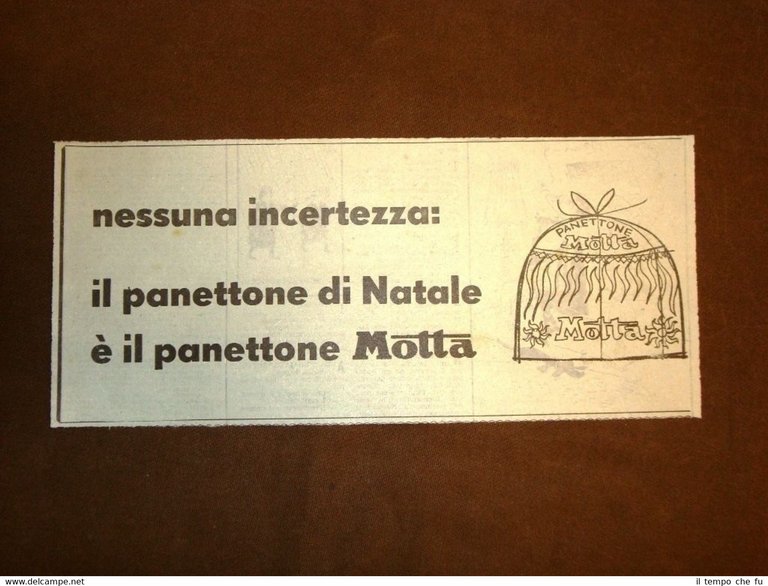 nessuna incertezza:
il panettone di Natale
è il panettone Motta
PANETTONE
Motta
Motta
https://www.delcampe.net
il tempo che fu